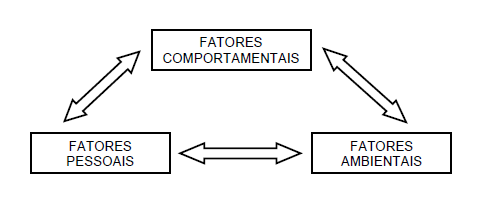 FATORES
COMPORTAMENTAIS
FATORES
PESSOAIS
FATORES
AMBIENTAIS